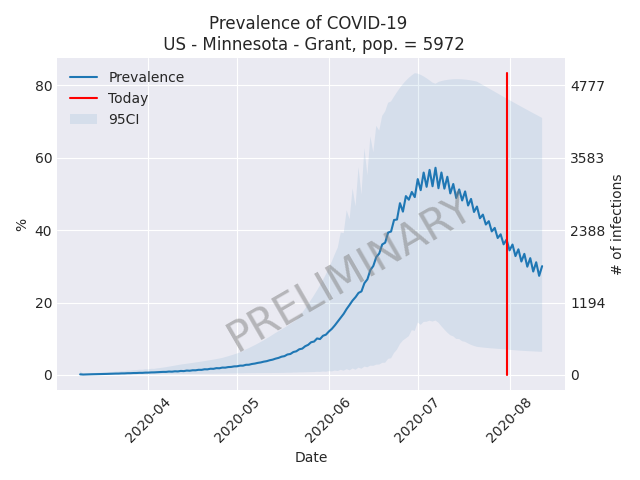 Prevalence of COVID-19
US - Minnesota - Grant, pop. = 5972
Prevalence
Today
95CI
80
60
40
20
0
%
4777
3583
2388
1194
0
# of infections
PRELIMINARY
2020-04
2020-05
2020-06
2020-07
2020-08
Date